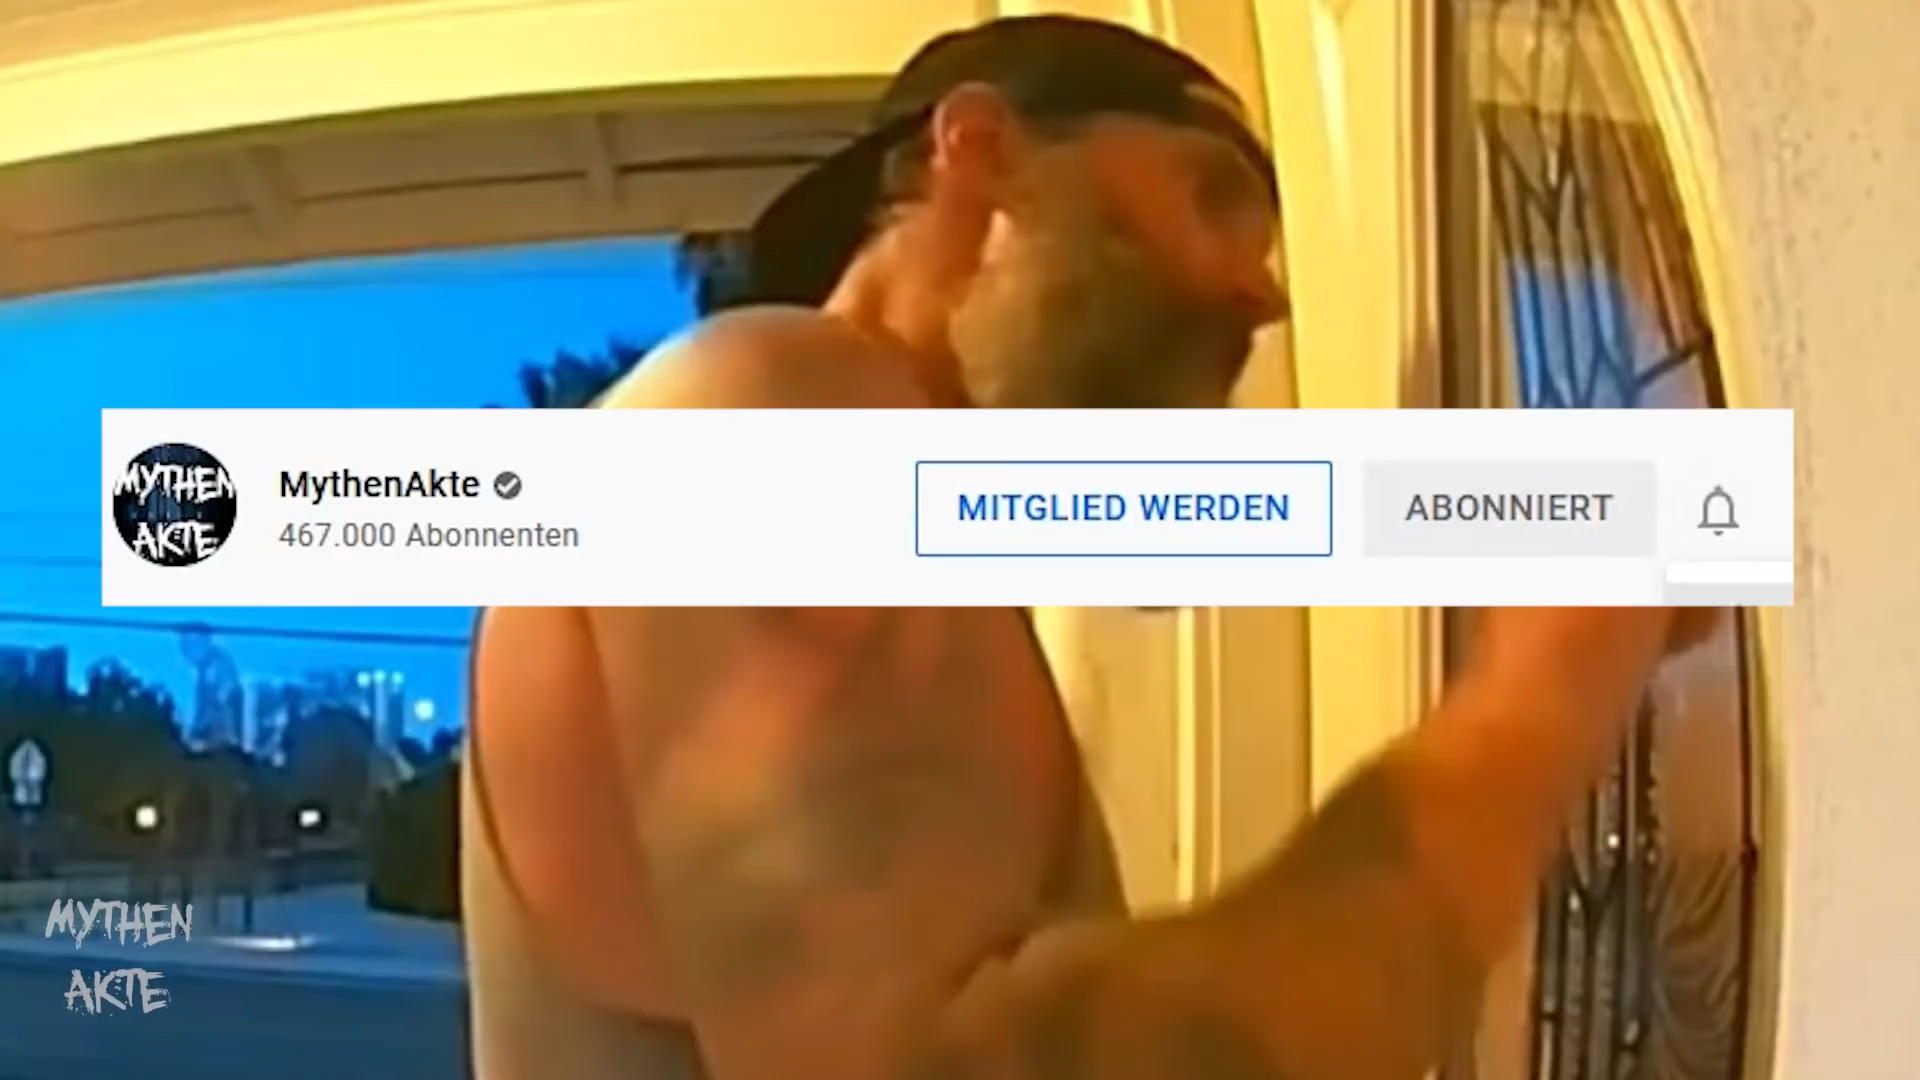 MYTHEN
AKTE
MythenAkte
467.000 Abonnenten
MITGLIED WERDEN
ABONNIERT
MYTHEN
AKTE